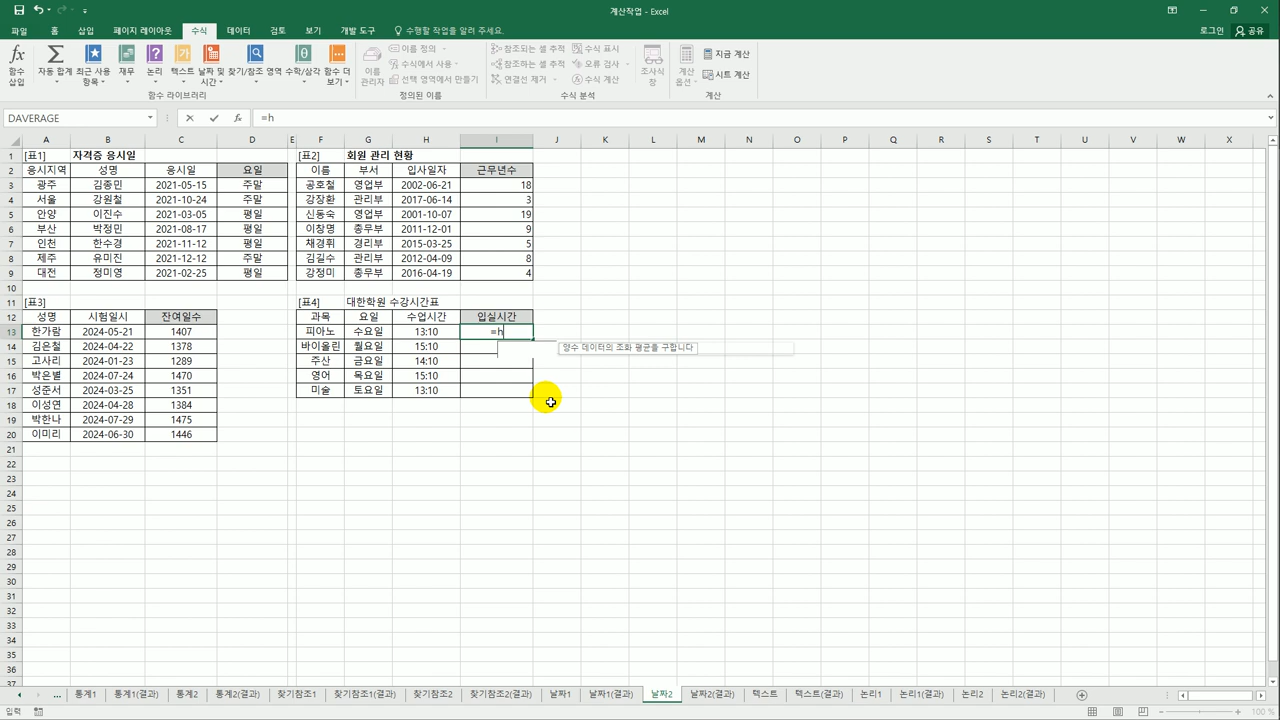 계산작업 - Excel
파일 홈 삽입 페이지 레이아웃 수식 데이터 검토 보기 개발 도구 수행할 작업을 알려 주세요. 로그인 공유
함수 삽입 자동 합계 최근 사용 항목 재무 논리 텍스트 날짜 및 시간 찾기/참조 영역 수학/삼각 함수 더 보기 이름 관리자 이름 정의 수식에서 사용 선택 영역에서 만들기 참조되는 셀 추적 참조하는 셀 추적 연결선 제거 수식 표시 오류 검사 수식 계산 조사식 창 계산 옵션 지금 계산 시트 계산
함수 라이브러리 정의된 이름 수식 분석 계산
DAVERAGE =h
A B C D E F G H I J K L M N O P Q R S T U V W X
1 [표1] 자격증 응시일 [표2] 회원 관리 현황
2 응시지역 성명 응시일 요일 이름 부서 입사일자 근무년수
3 광주 김종민 2021-05-15 주말 공호철 영업부 2002-06-21 18
4 서울 강원철 2021-10-24 주말 강장환 관리부 2017-06-14 3
5 안양 이진수 2021-03-05 평일 신동숙 영업부 2001-10-07 19
6 부산 박정민 2021-08-17 평일 이창명 총무부 2011-12-01 9
7 인천 한수경 2021-11-12 평일 채경휘 경리부 2015-03-25 5
8 제주 유미진 2021-12-12 주말 김길수 관리부 2012-04-09 8
9 대전 정미영 2021-02-25 평일 강정미 총무부 2016-04-19 4
10
11 [표3] [표4] 대한학원 수강시간표
12 성명 시험일시 잔여일수 과목 요일 수업시간 입실시간
13 한가람 2024-05-21 1407 피아노 수요일 13:10 =h
14 김은철 2024-04-22 1378 바이올린 월요일 15:10 양수 데이터의 조화 평균을 구합니다
15 고사리 2024-01-23 1289 주산 금요일 14:10
16 박은별 2024-07-24 1470 영어 목요일 15:10
17 성준서 2024-03-25 1351 미술 토요일 13:10
18 이성연 2024-04-28 1384
19 박한나 2024-07-29 1475
20 이미리 2024-06-30 1446
21
22
23
24
25
26
27
28
29
30
31
32
33
34
35
36
37
... 통계1 통계1(결과) 통계2 통계2(결과) 찾기참조1 찾기참조1(결과) 찾기참조2 찾기참조2(결과) 날짜1 날짜1(결과) 날짜2 날짜2(결과) 텍스트 텍스트(결과) 논리1 논리1(결과) 논리2 논리2(결과)
입력 100 %